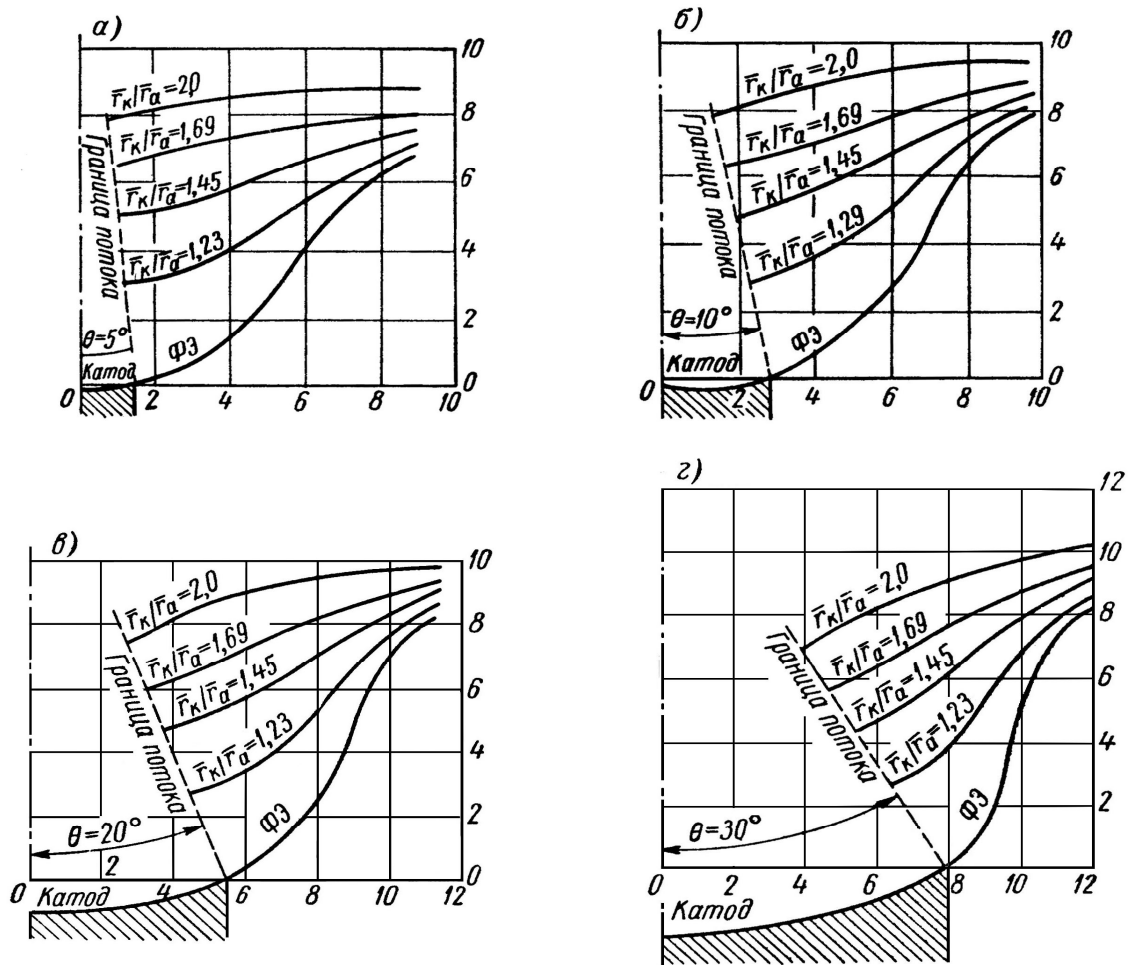 а)
10
r̄к/r̄а=2,0
8
r̄к/r̄а=1,69
Граница потока
6
r̄к/r̄а=1,45
4
r̄к/r̄а=1,23
2
θ=5°
ФЭ
Катод
0
0 2 4 6 8 10
б)
10
r̄к/r̄а=2,0
8
r̄к/r̄а=1,69
Граница потока
6
r̄к/r̄а=1,45
4
r̄к/r̄а=1,29
2
θ=10°
ФЭ
Катод
0
0 2 4 6 8 10
в)
10
r̄к/r̄а=2,0
8
r̄к/r̄а=1,69
Граница потока
6
r̄к/r̄а=1,45
4
r̄к/r̄а=1,23
2
θ=20°
ФЭ
0
0 2 4 6 8 10 12
Катод
г)
12
10
r̄к/r̄а=2,0
8
r̄к/r̄а=1,69
Граница потока
6
r̄к/r̄а=1,45
4
r̄к/r̄а=1,23
2
θ=30°
ФЭ
0 2 4 6 8 10 12
Катод